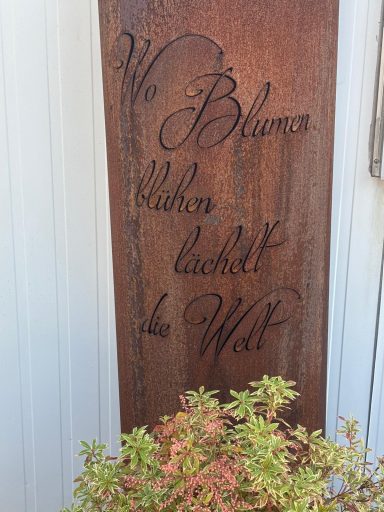 Wo Blumen
blühen
lächelt
die Welt